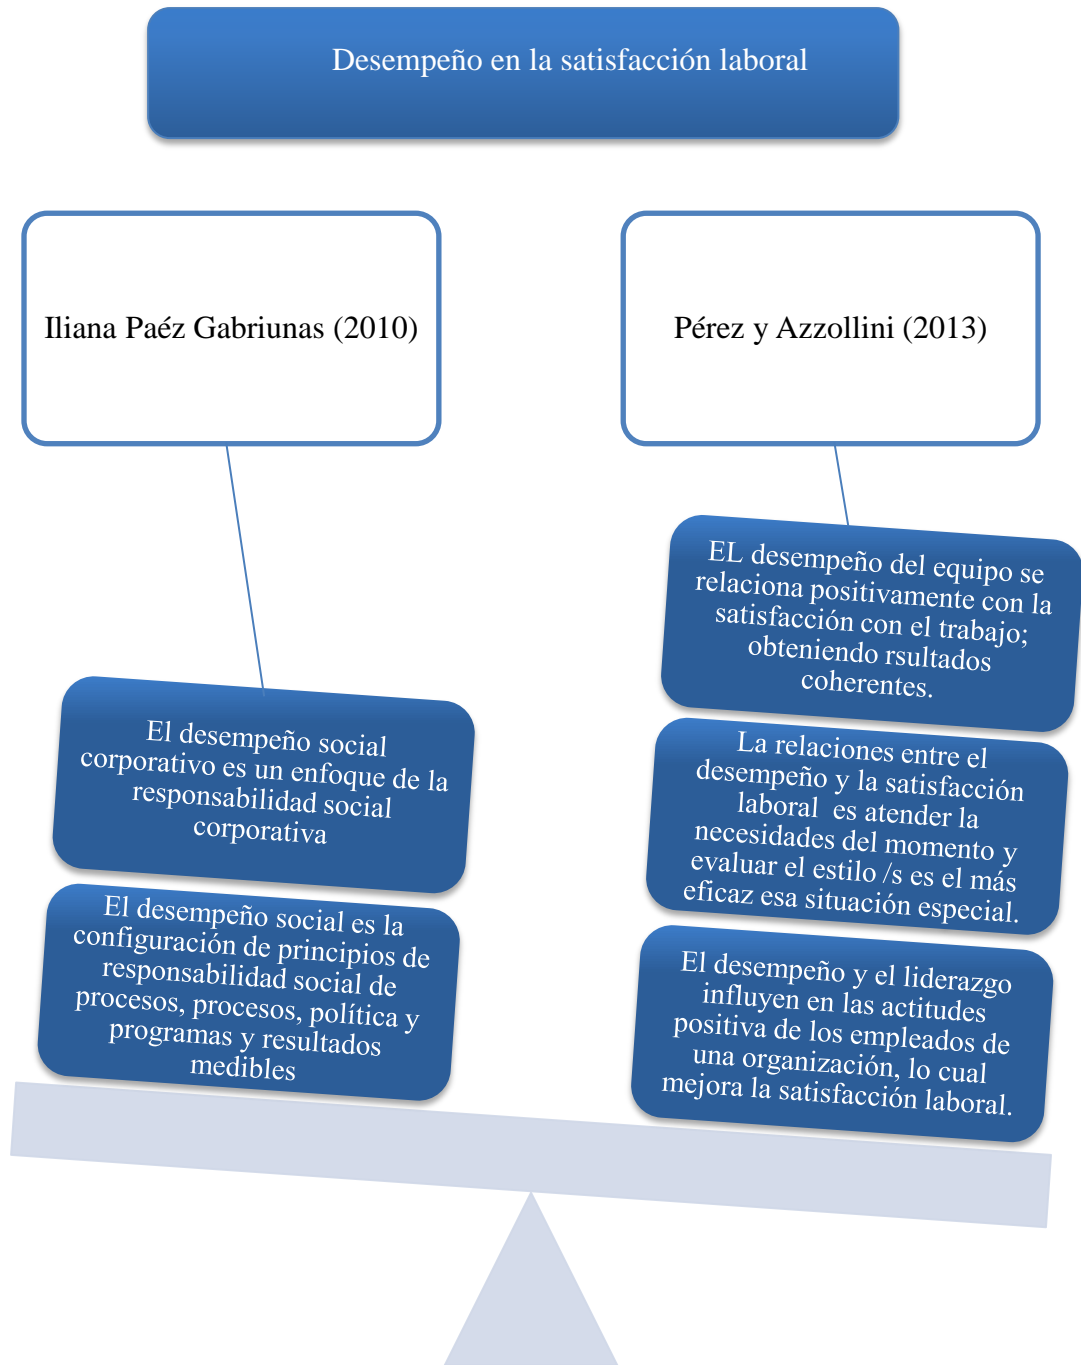 Desempeño en la satisfacción laboral
Iliana Paéz Gabriunas (2010)
Pérez y Azzollini (2013)
El desempeño social
corporativo es un enfoque de la
responsabilidad social
corporativa
El desempeño social es la
configuración de principios de
responsabilidad social de
procesos, procesos, política y
programas y resultados
medibles
EL desempeño del equipo se
relaciona positivamente con la
satisfacción con el trabajo;
obteniendo rsultados
coherentes.
La relaciones entre el
desempeño y la satisfacción
laboral es atender la
necesidades del momento y
evaluar el estilo /s es el más
eficaz esa situación especial.
El desempeño y el liderazgo
influyen en las actitudes
positiva de los empleados de
una organización, lo cual
mejora la satisfacción laboral.